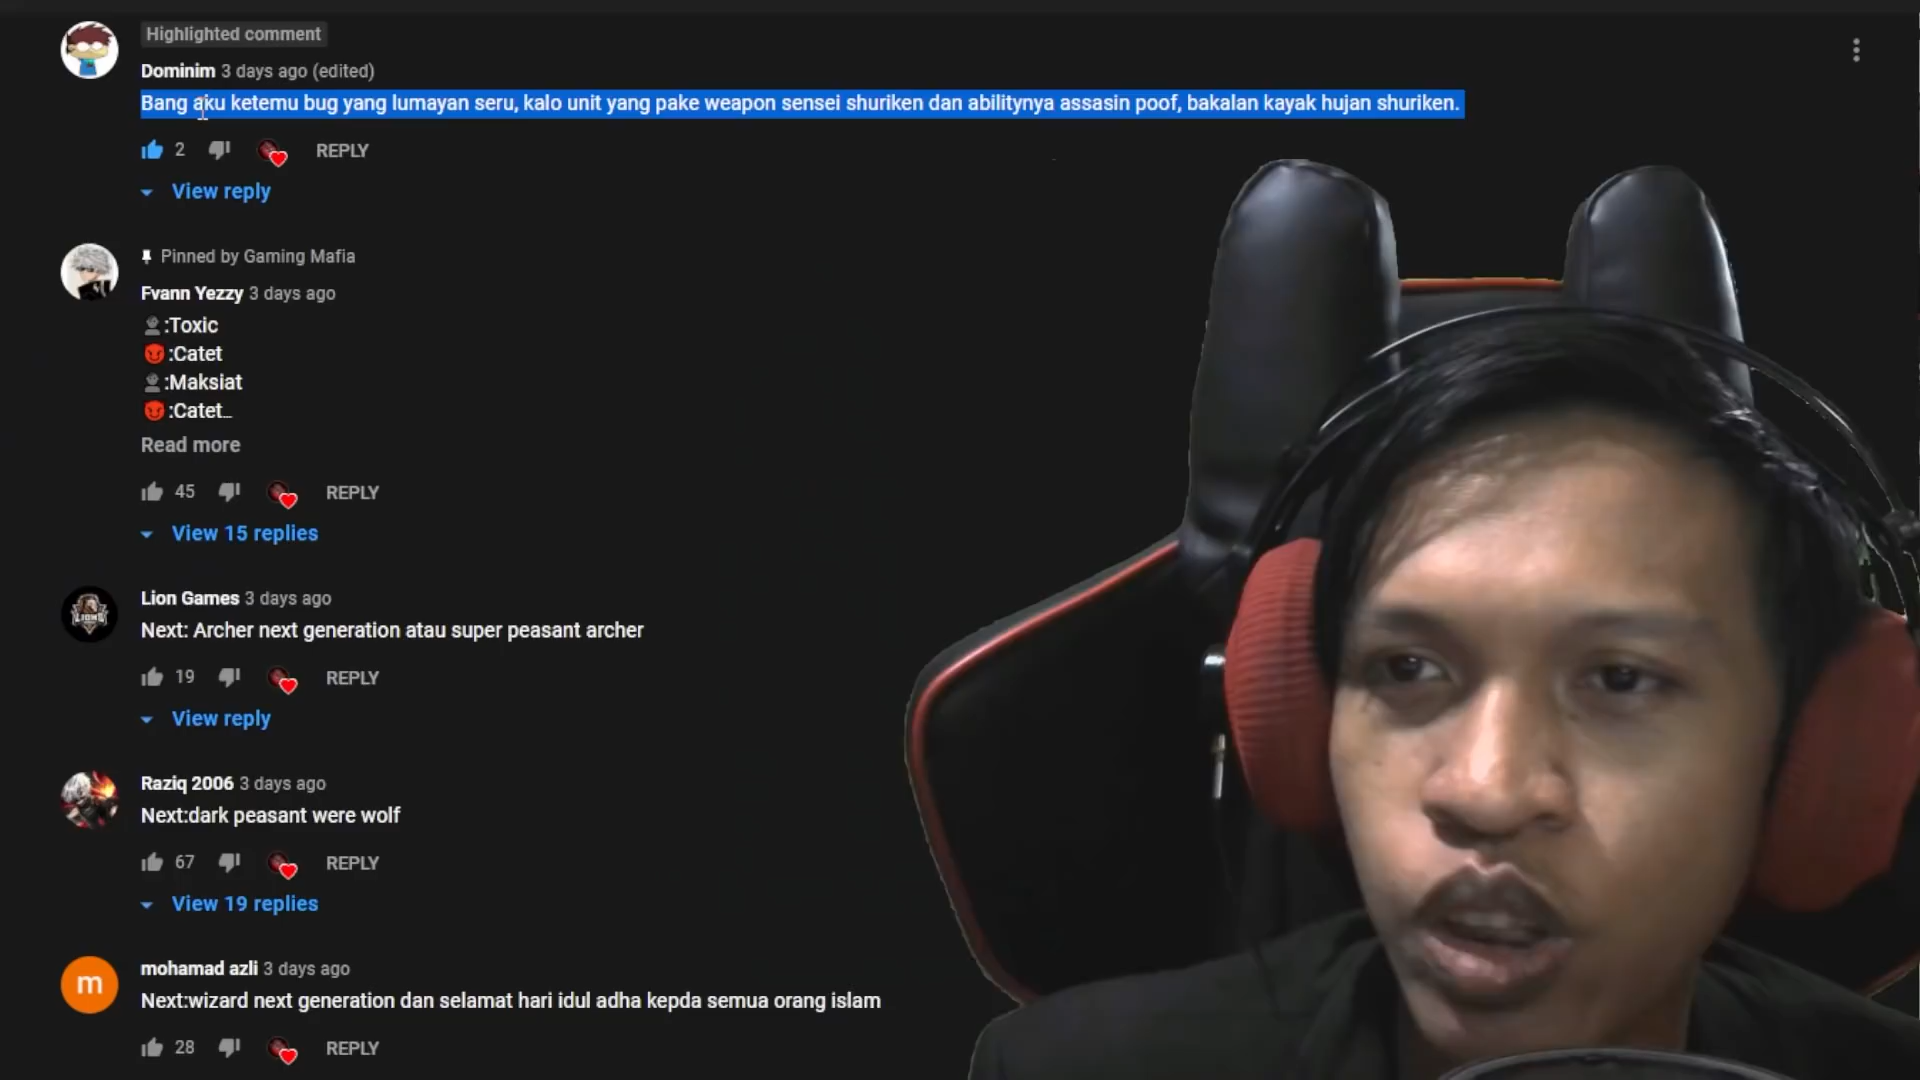 Highlighted comment
Dominim 3 days ago (edited)
Bang aku ketemu bug yang lumayan seru, kalo unit yang pake weapon sensei shuriken dan abilitynya assasin poof, bakalan kayak hujan shuriken.
2 REPLY
View reply
Pinned by Gaming Mafia
Fvann Yezzy 3 days ago
:Toxic
:Catet
:Maksiat
:Catet_
Read more
45 REPLY
View 15 replies
Lion Games 3 days ago
Next: Archer next generation atau super peasant archer
19 REPLY
View reply
Raziq 2006 3 days ago
Next:dark peasant were wolf
67 REPLY
View 19 replies
m
mohamad azli 3 days ago
Next:wizard next generation dan selamat hari idul adha kepda semua orang islam
28 REPLY